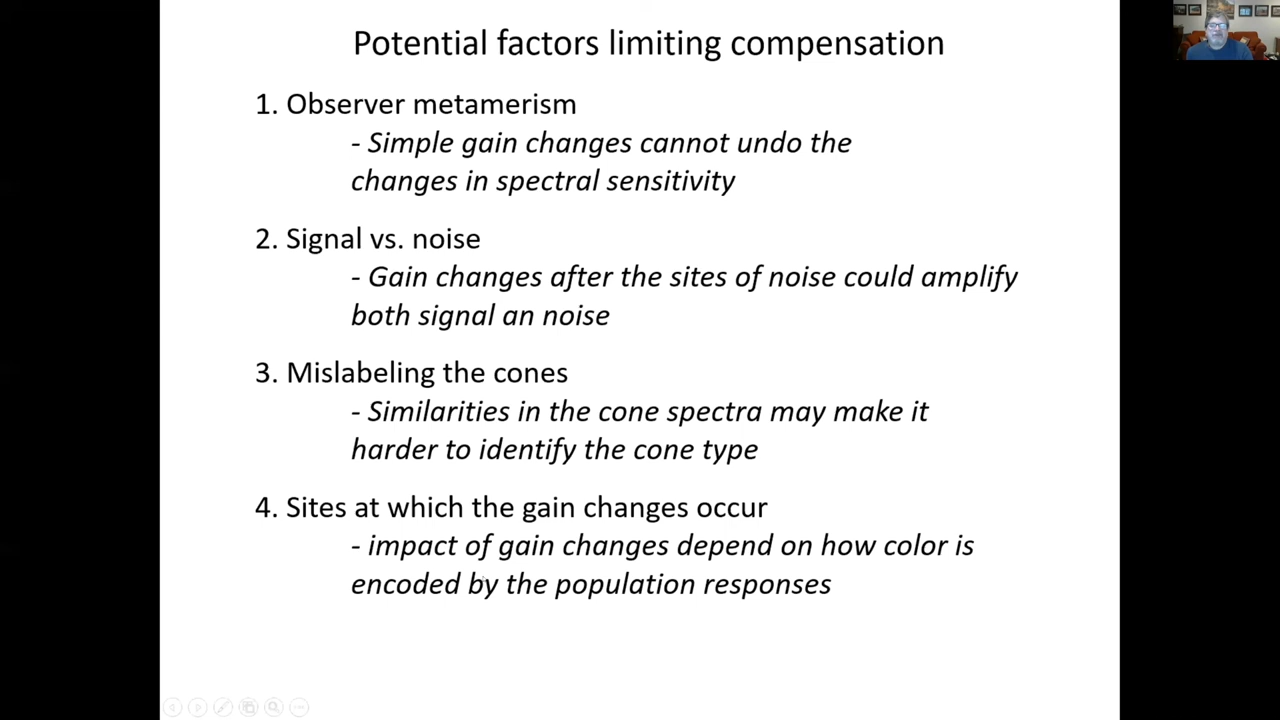 Potential factors limiting compensation
1. Observer metamerism
- Simple gain changes cannot undo the
changes in spectral sensitivity
2. Signal vs. noise
- Gain changes after the sites of noise could amplify
both signal an noise
3. Mislabeling the cones
- Similarities in the cone spectra may make it
harder to identify the cone type
4. Sites at which the gain changes occur
- impact of gain changes depend on how color is
encoded by the population responses